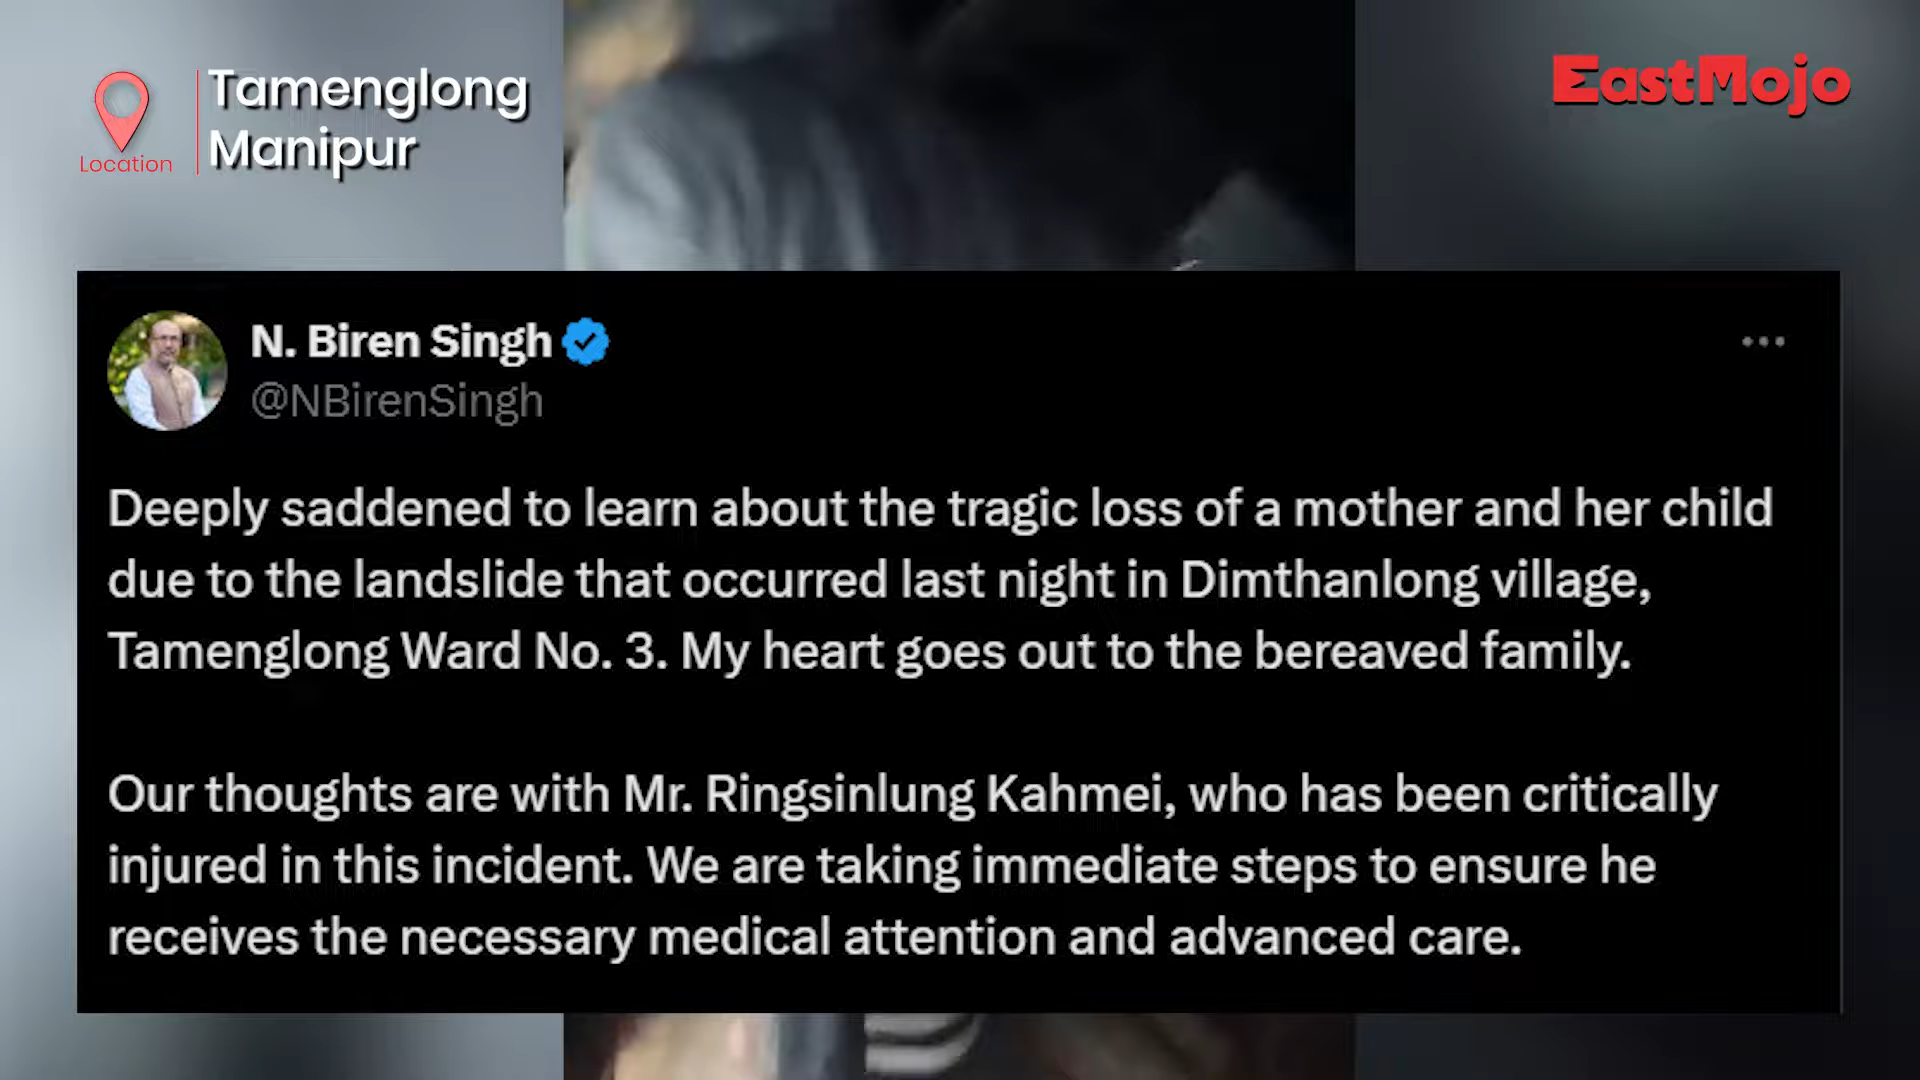 Tamenglong
Manipur
Location
EastMojo
N. Biren Singh
@NBirenSingh
Deeply saddened to learn about the tragic loss of a mother and her child
due to the landslide that occurred last night in Dimthanlong village,
Tamenglong Ward No. 3. My heart goes out to the bereaved family.
Our thoughts are with Mr. Ringsinlung Kahmei, who has been critically
injured in this incident. We are taking immediate steps to ensure he
receives the necessary medical attention and advanced care.